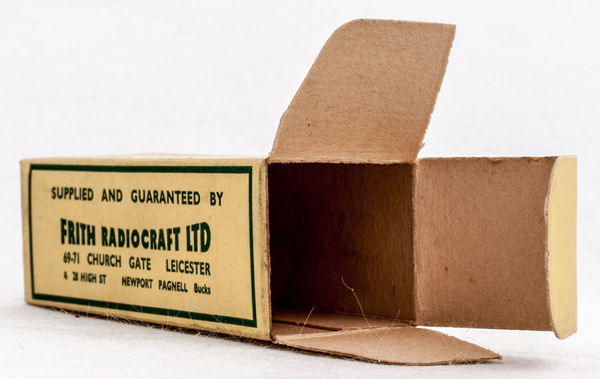 SUPPLIED AND GUARANTEED BY
FRITH RADIOCRAFT LTD
69-71 CHURCH GATE LEICESTER
& 28 HIGH ST NEWPORT PAGNELL Bucks